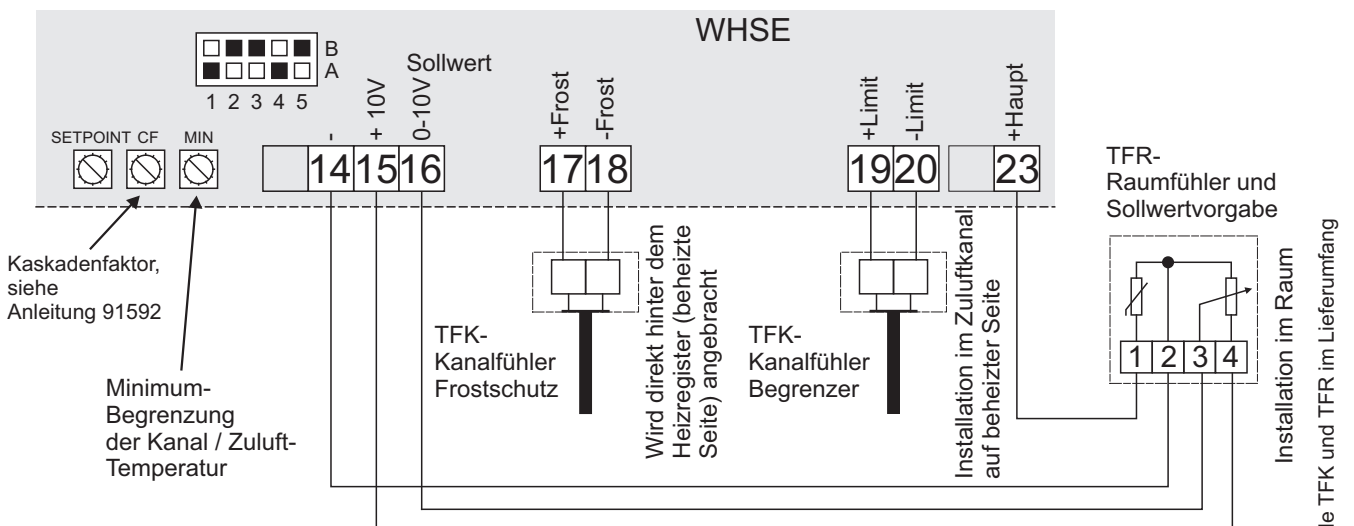 WHSE
B
A
1 2 3 4 5
Sollwert
SETPOINT CF MIN
-
+ 10V
0-10V
+Frost
-Frost
+Limit
-Limit
+Haupt
14 15 16
17 18
19 20
23
TFR-
Raumfühler und
Sollwertvorgabe
Kaskadenfaktor,
siehe
Anleitung 91592
Minimum-
Begrenzung
der Kanal / Zuluft-
Temperatur
TFK-
Kanalfühler
Frostschutz
Wird direkt hinter dem
Heizregister (beheizte
Seite) angebracht
TFK-
Kanalfühler
Begrenzer
Installation im Zuluftkanal
auf beheizter Seite
1 2 3 4
Installation im Raum
TFK und TFR im Lieferumfang